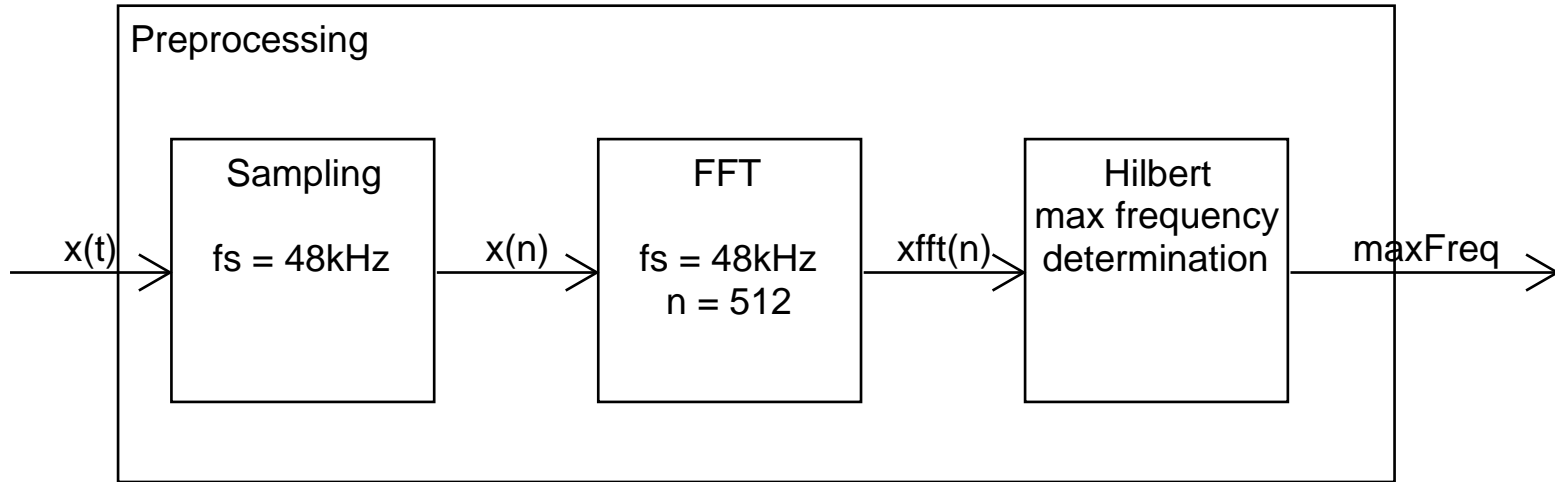 Preprocessing
x(t)
Sampling
fs = 48kHz
x(n)
FFT
fs = 48kHz
n = 512
xfft(n)
Hilbert
max frequency
determination
maxFreq